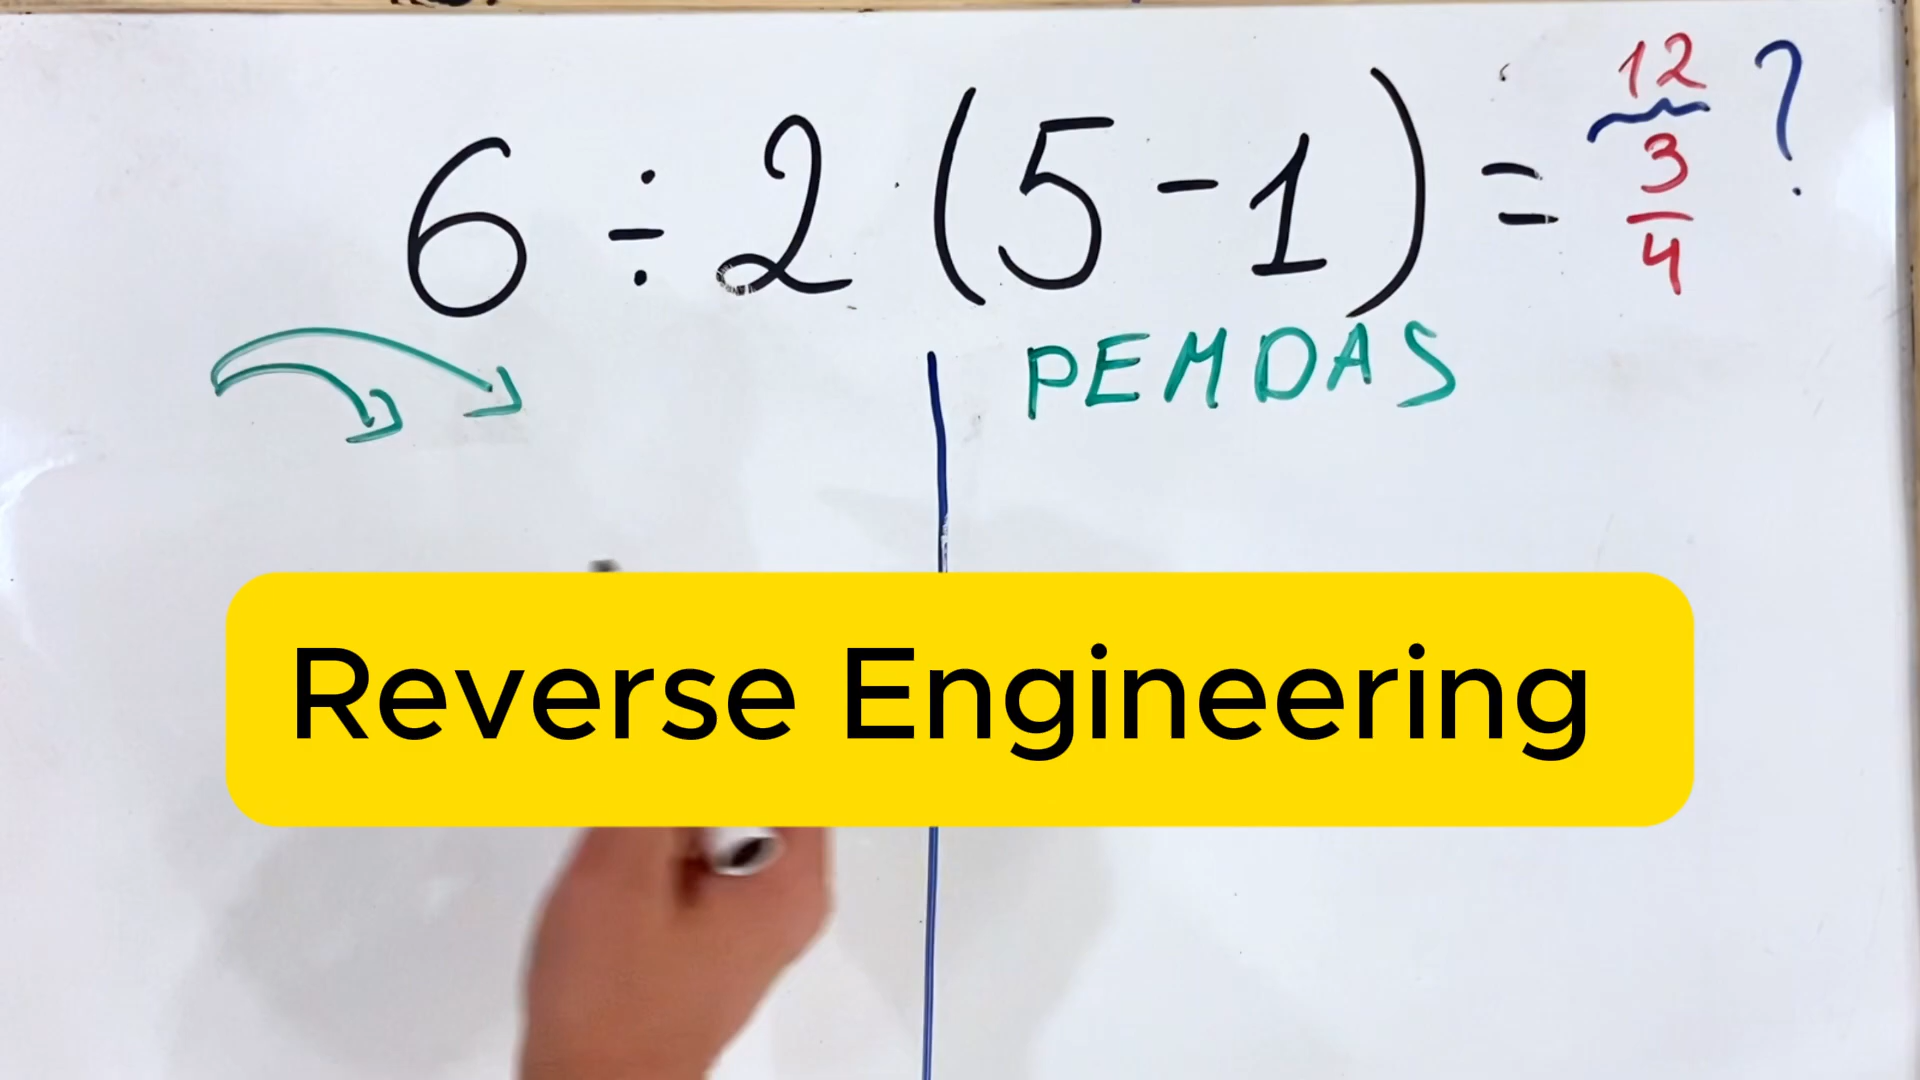 6 ÷ 2 (5 - 1) = 12 ?
3
4
PEMDAS
Reverse Engineering